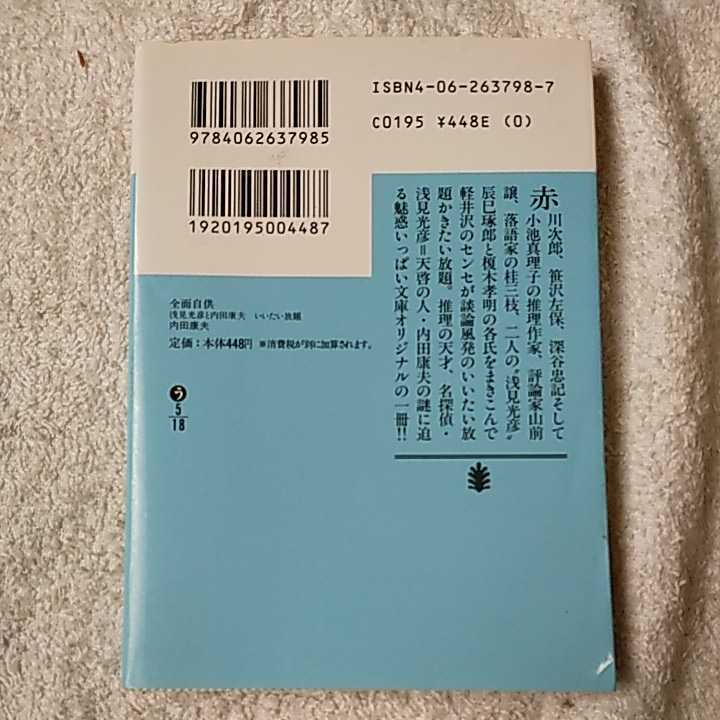 ISBN4-06-263798-7
C0195 ¥448E (0)
9784062637985
1920195004487
赤川次郎、笹沢左保、深谷忠記そして
小池真理子の推理作家、評論家山前
譲、落語家の桂三枝、二人の〝浅見光彦〟
辰巳琢郎と榎木孝明の各氏をまきこんで
軽井沢のセンセが談論風発のいいたい放
題かきたい放題。推理の天才、名探偵・
浅見光彦＝天啓の人・内田康夫の謎に迫
る魅惑いっぱい文庫オリジナルの一冊!!
全面自供
浅見光彦と内田康夫　いいたい放題
内田康夫
定価：本体448円 ※消費税が別に加算されます。
う
5
18